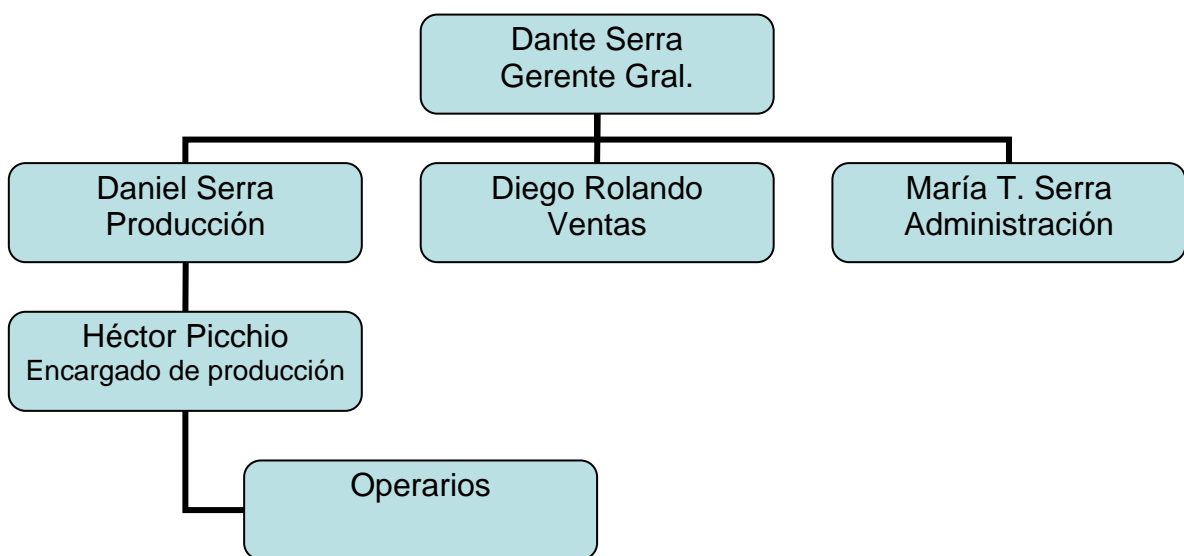 Dante Serra
Gerente Gral.
Daniel Serra
Producción
Diego Rolando
Ventas
María T. Serra
Administración
Héctor Picchio
Encargado de producción
Operarios